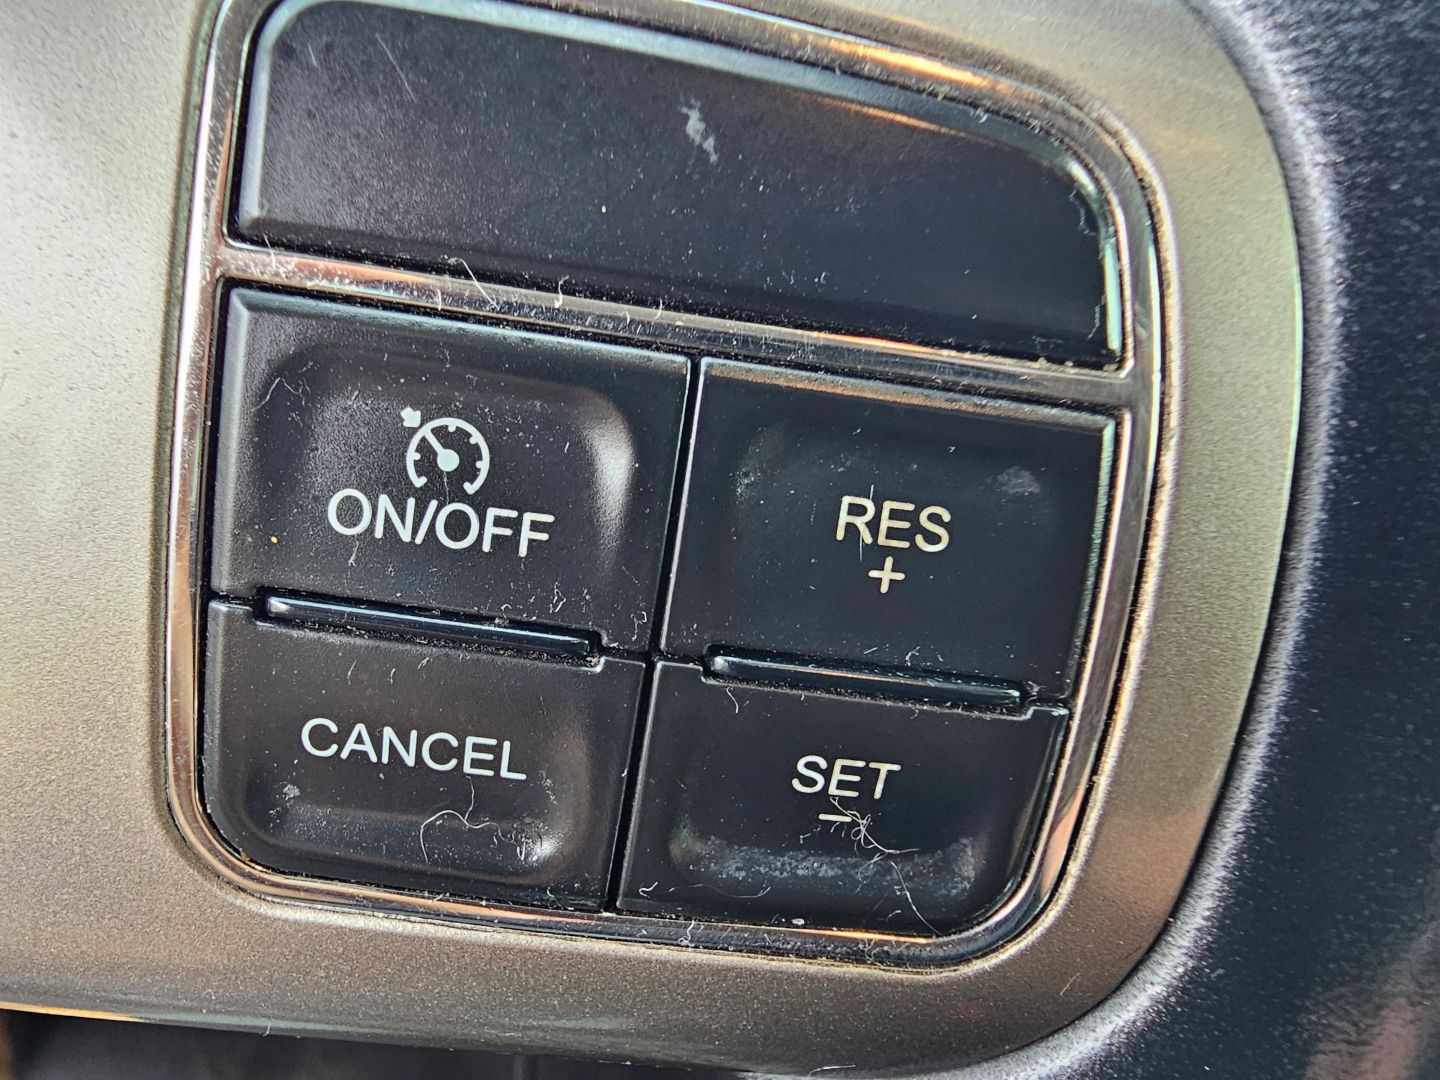 ON/OFF
RES
+
CANCEL
SET
-